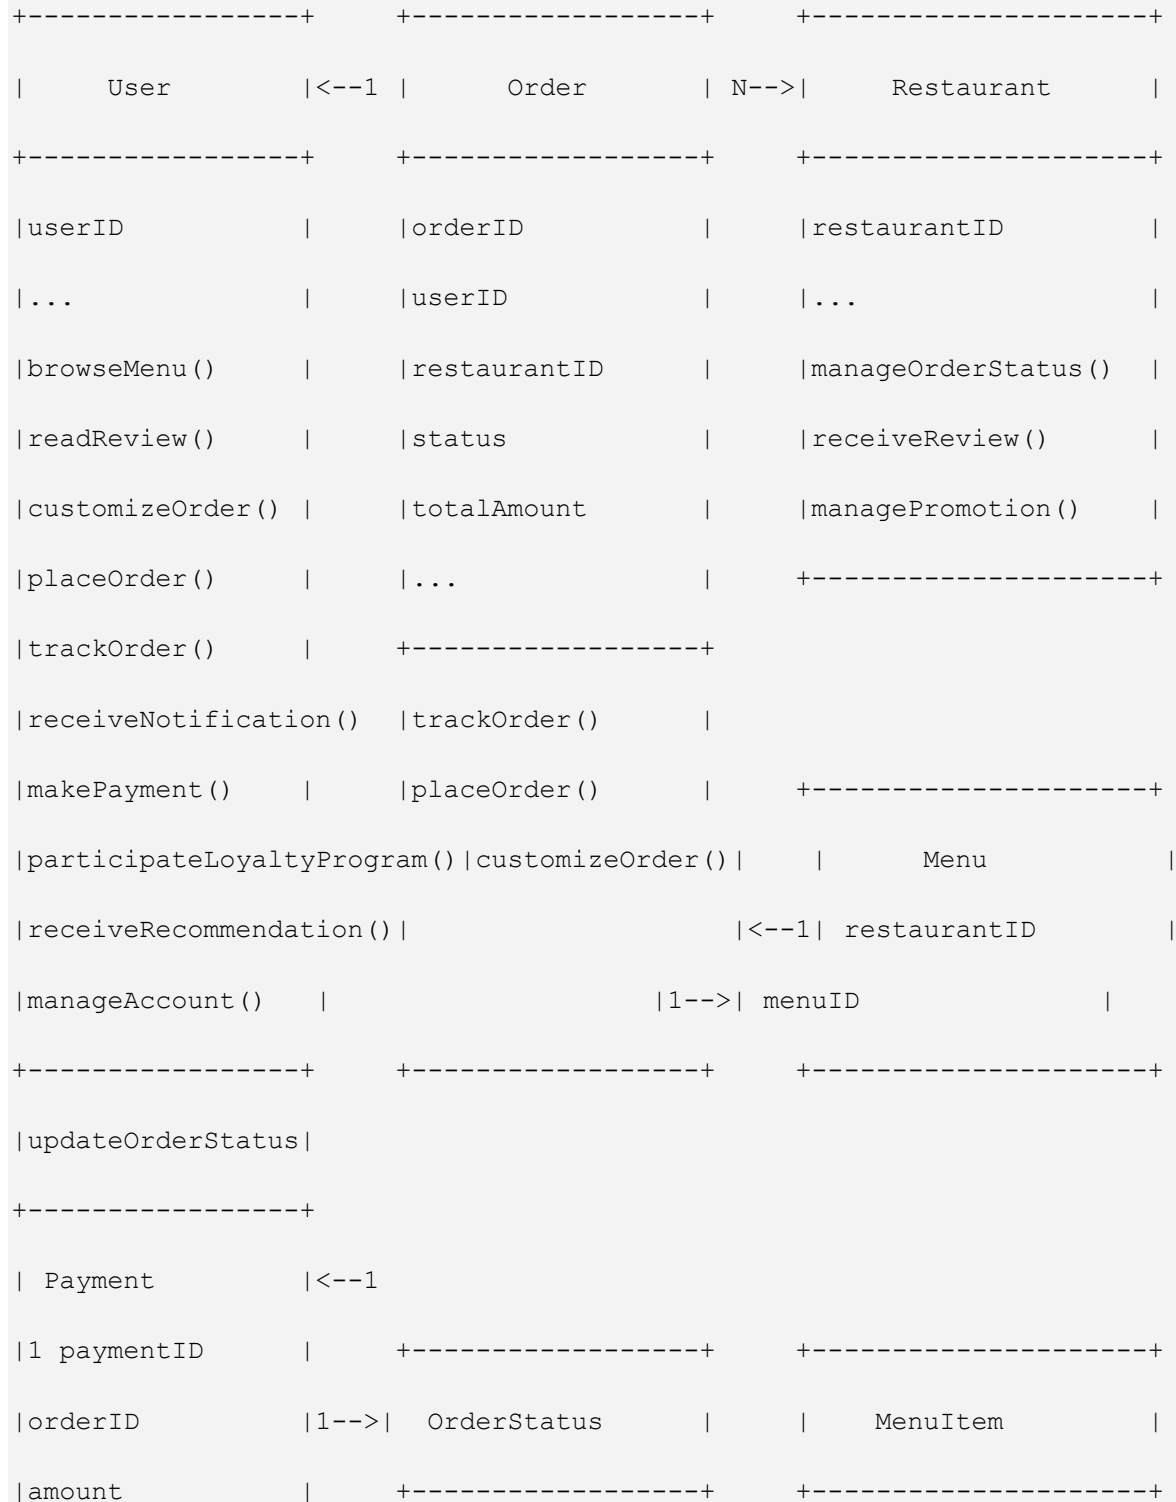 +-----------------+     +------------------+     +---------------------+
|     User        |<--1 |      Order       | N-->|     Restaurant      |
+-----------------+     +------------------+     +---------------------+
|userID           |     |orderID           |     |restaurantID         |
|...              |     |userID            |     |...                  |
|browseMenu()     |     |restaurantID      |     |manageOrderStatus()  |
|readReview()     |     |status            |     |receiveReview()      |
|customizeOrder() |     |totalAmount       |     |managePromotion()    |
|placeOrder()     |     |...               |     +---------------------+
|trackOrder()     |     +------------------+
|receiveNotification()  |trackOrder()      |
|makePayment()    |     |placeOrder()      |     +---------------------+
|participateLoyaltyProgram()|customizeOrder()|    |      Menu           |
|receiveRecommendation()|                    |<--1| restaurantID        |
|manageAccount()   |                    |1-->| menuID               |
+-----------------+     +------------------+     +---------------------+
|updateOrderStatus|
+-----------------+
| Payment         |<--1
|1 paymentID      |     +------------------+     +---------------------+
|orderID          |1-->|  OrderStatus      |     |    MenuItem         |
|amount           |     +------------------+     +---------------------+